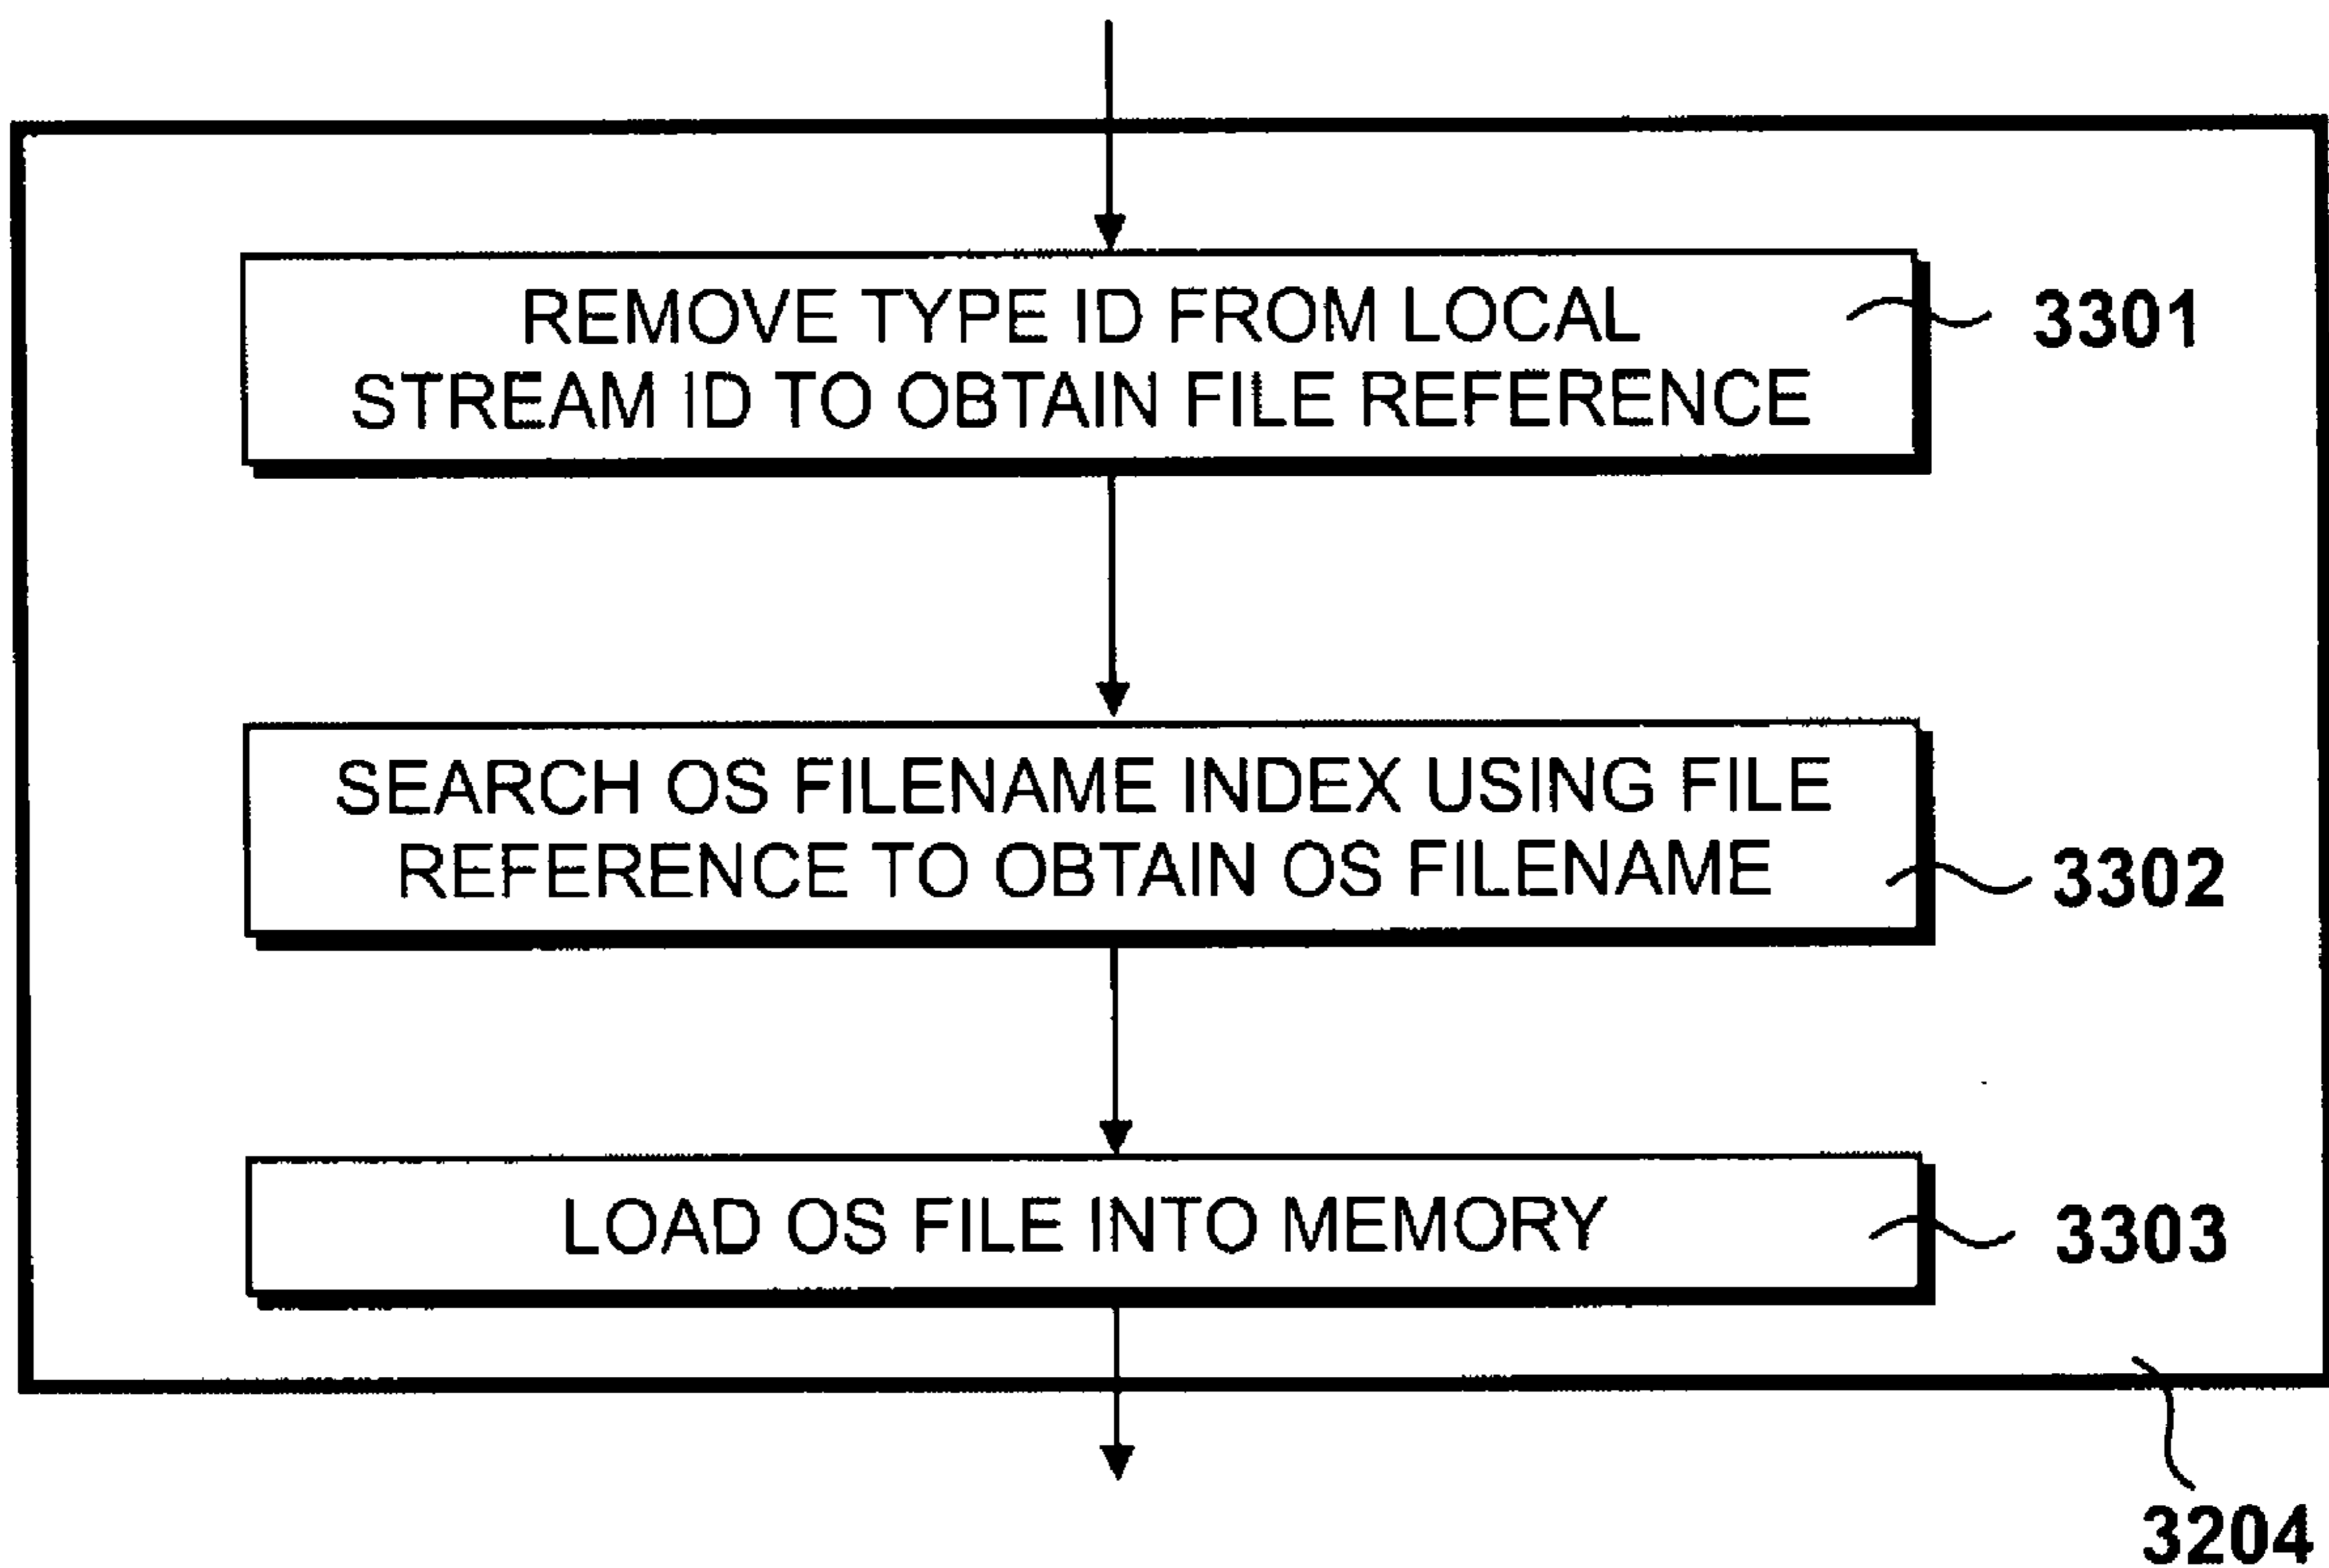 REMOVE TYPE ID FROM LOCAL
STREAM ID TO OBTAIN FILE REFERENCE
3301
SEARCH OS FILENAME INDEX USING FILE
REFERENCE TO OBTAIN OS FILENAME
3302
LOAD OS FILE INTO MEMORY
3303
3204